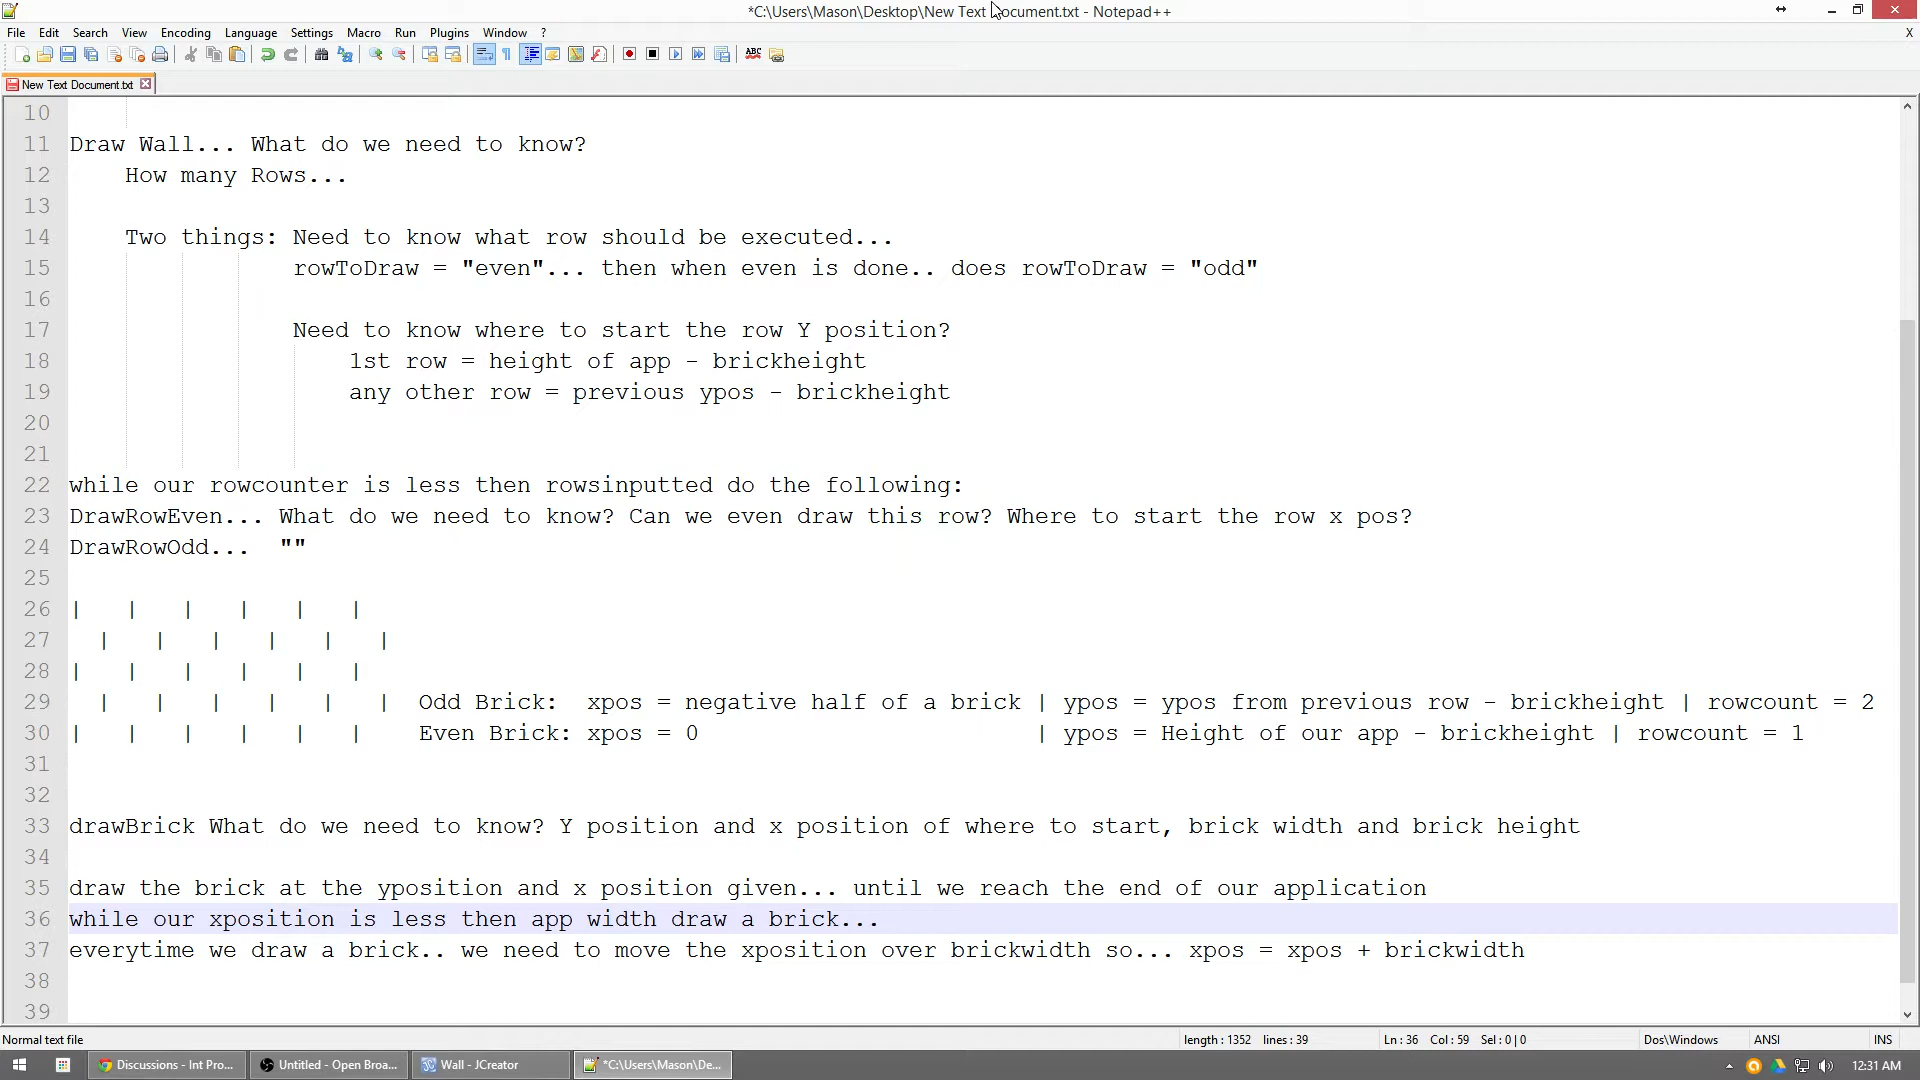 *C:\Users\Mason\Desktop\New Text Document.txt - Notepad++
File Edit Search View Encoding Language Settings Macro Run Plugins Window ? X
ABC
New Text Document.txt
10
11 Draw Wall... What do we need to know?
12 How many Rows...
13
14 Two things: Need to know what row should be executed...
15 rowToDraw = "even"... then when even is done.. does rowToDraw = "odd"
16
17 Need to know where to start the row Y position?
18 1st row = height of app - brickheight
19 any other row = previous ypos - brickheight
20
21
22 while our rowcounter is less then rowsinputted do the following:
23 DrawRowEven... What do we need to know? Can we even draw this row? Where to start the row x pos?
24 DrawRowOdd... ""
25
26 | | | | | |
27 | | | | | |
28 | | | | | |
29 | | | | | | Odd Brick: xpos = negative half of a brick | ypos = ypos from previous row - brickheight | rowcount = 2
30 | | | | | | Even Brick: xpos = 0 | ypos = Height of our app - brickheight | rowcount = 1
31
32
33 drawBrick What do we need to know? Y position and x position of where to start, brick width and brick height
34
35 draw the brick at the yposition and x position given... until we reach the end of our application
36 while our xposition is less then app width draw a brick...
37 everytime we draw a brick.. we need to move the xposition over brickwidth so... xpos = xpos + brickwidth
38
39
Normal text file length : 1352 lines : 39 Ln : 36 Col : 59 Sel : 0 | 0 Dos\Windows ANSI INS
Discussions - Int Pro... Untitled - Open Broa... Wall - JCreator *C:\Users\Mason\De... 12:31 AM